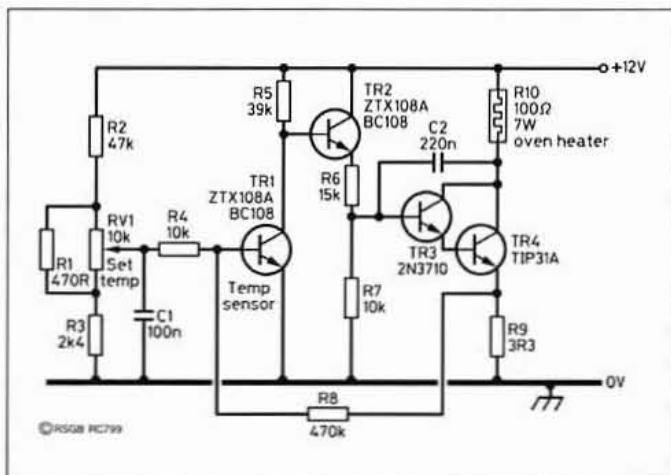 +12V
R2
47k
R1
470R
RV1
10k
Set
temp
R3
2k4
C1
100n
R4
10k
R5
39k
TR1
ZTX108A
BC108
Temp
sensor
TR2
ZTX108A
BC108
R6
15k
R7
10k
C2
220n
TR3
2N3710
R10
100Ω
7W
oven heater
TR4
TIP31A
R9
3R3
R8
470k
0V
©RSGB RC799